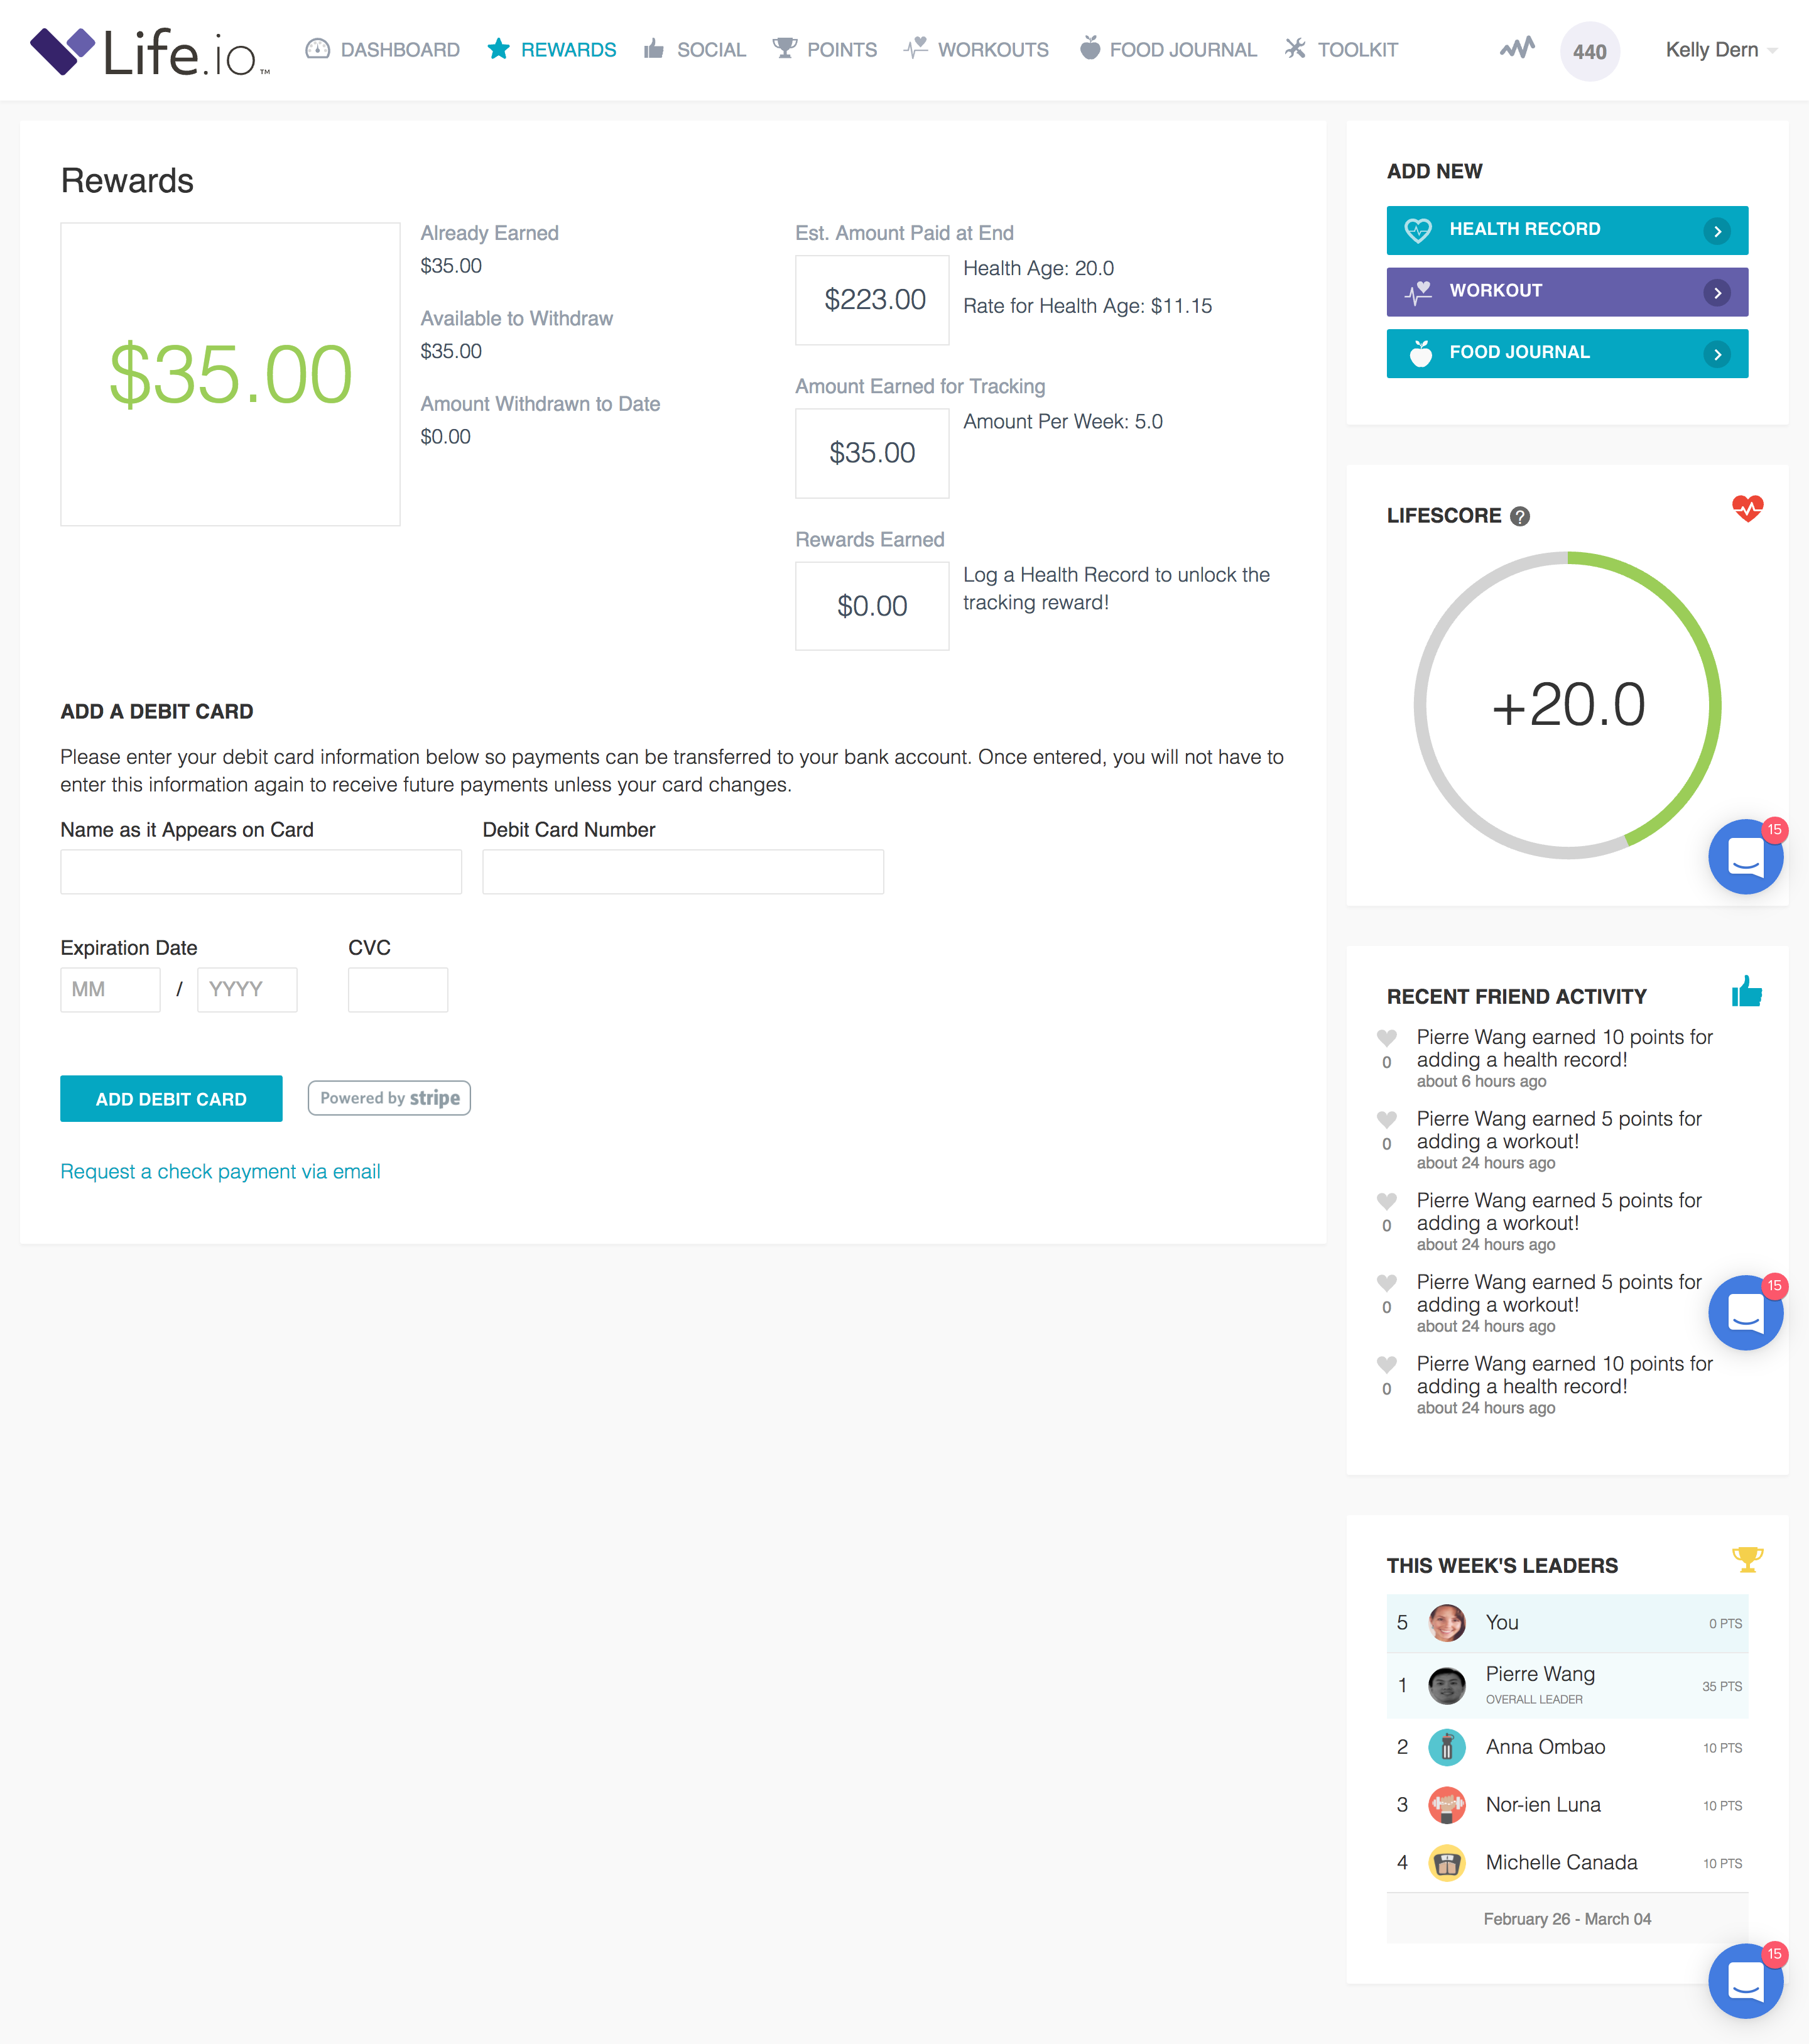 Life.io™
DASHBOARD
REWARDS
SOCIAL
POINTS
WORKOUTS
FOOD JOURNAL
TOOLKIT
440
Kelly Dern
Rewards
$35.00
Already Earned
$35.00
Available to Withdraw
$35.00
Amount Withdrawn to Date
$0.00
Est. Amount Paid at End
$223.00
Health Age: 20.0
Rate for Health Age: $11.15
Amount Earned for Tracking
$35.00
Amount Per Week: 5.0
Rewards Earned
$0.00
Log a Health Record to unlock the
tracking reward!
ADD A DEBIT CARD
Please enter your debit card information below so payments can be transferred to your bank account. Once entered, you will not have to
enter this information again to receive future payments unless your card changes.
Name as it Appears on Card
Debit Card Number
Expiration Date
CVC
MM
/
YYYY
ADD DEBIT CARD
Powered by stripe
Request a check payment via email
ADD NEW
HEALTH RECORD
WORKOUT
FOOD JOURNAL
LIFESCORE ?
+20.0
15
RECENT FRIEND ACTIVITY
Pierre Wang earned 10 points for
adding a health record!
0
about 6 hours ago
Pierre Wang earned 5 points for
adding a workout!
0
about 24 hours ago
Pierre Wang earned 5 points for
adding a workout!
0
about 24 hours ago
Pierre Wang earned 5 points for
adding a workout!
0
about 24 hours ago
15
Pierre Wang earned 10 points for
adding a health record!
0
about 24 hours ago
THIS WEEK'S LEADERS
5 You 0 PTS
1 Pierre Wang 35 PTS
OVERALL LEADER
2 Anna Ombao 10 PTS
3 Nor-ien Luna 10 PTS
4 Michelle Canada 10 PTS
February 26 - March 04
15